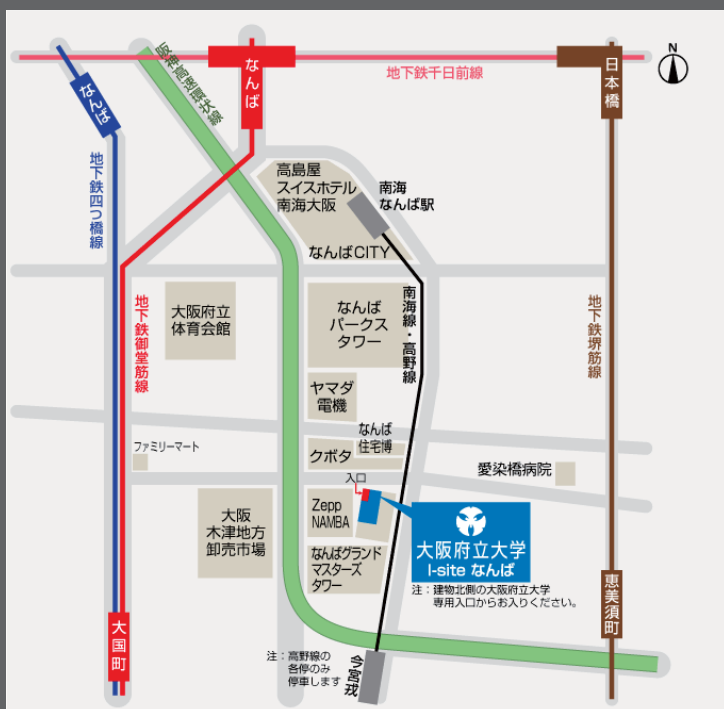 なんば
なんば
日本橋
N
地下鉄千日前線
阪神高速環状線
地下鉄四つ橋線
高島屋
スイスホテル
南海大阪
南海
なんば駅
なんばCITY
大阪府立
体育会館
地下鉄御堂筋線
なんば
パークス
タワー
南海線・高野線
地下鉄堺筋線
ヤマダ
電機
なんば
住宅博
ファミリーマート
クボタ
入口
愛染橋病院
大阪
木津地方
卸売市場
Zepp
NAMBA
大阪府立大学
I-site なんば
なんばグランド
マスターズ
タワー
注：建物北側の大阪府立大学
専用入口からお入りください。
恵美須町
大国町
注：高野線の
各停のみ
停車します
今宮戎